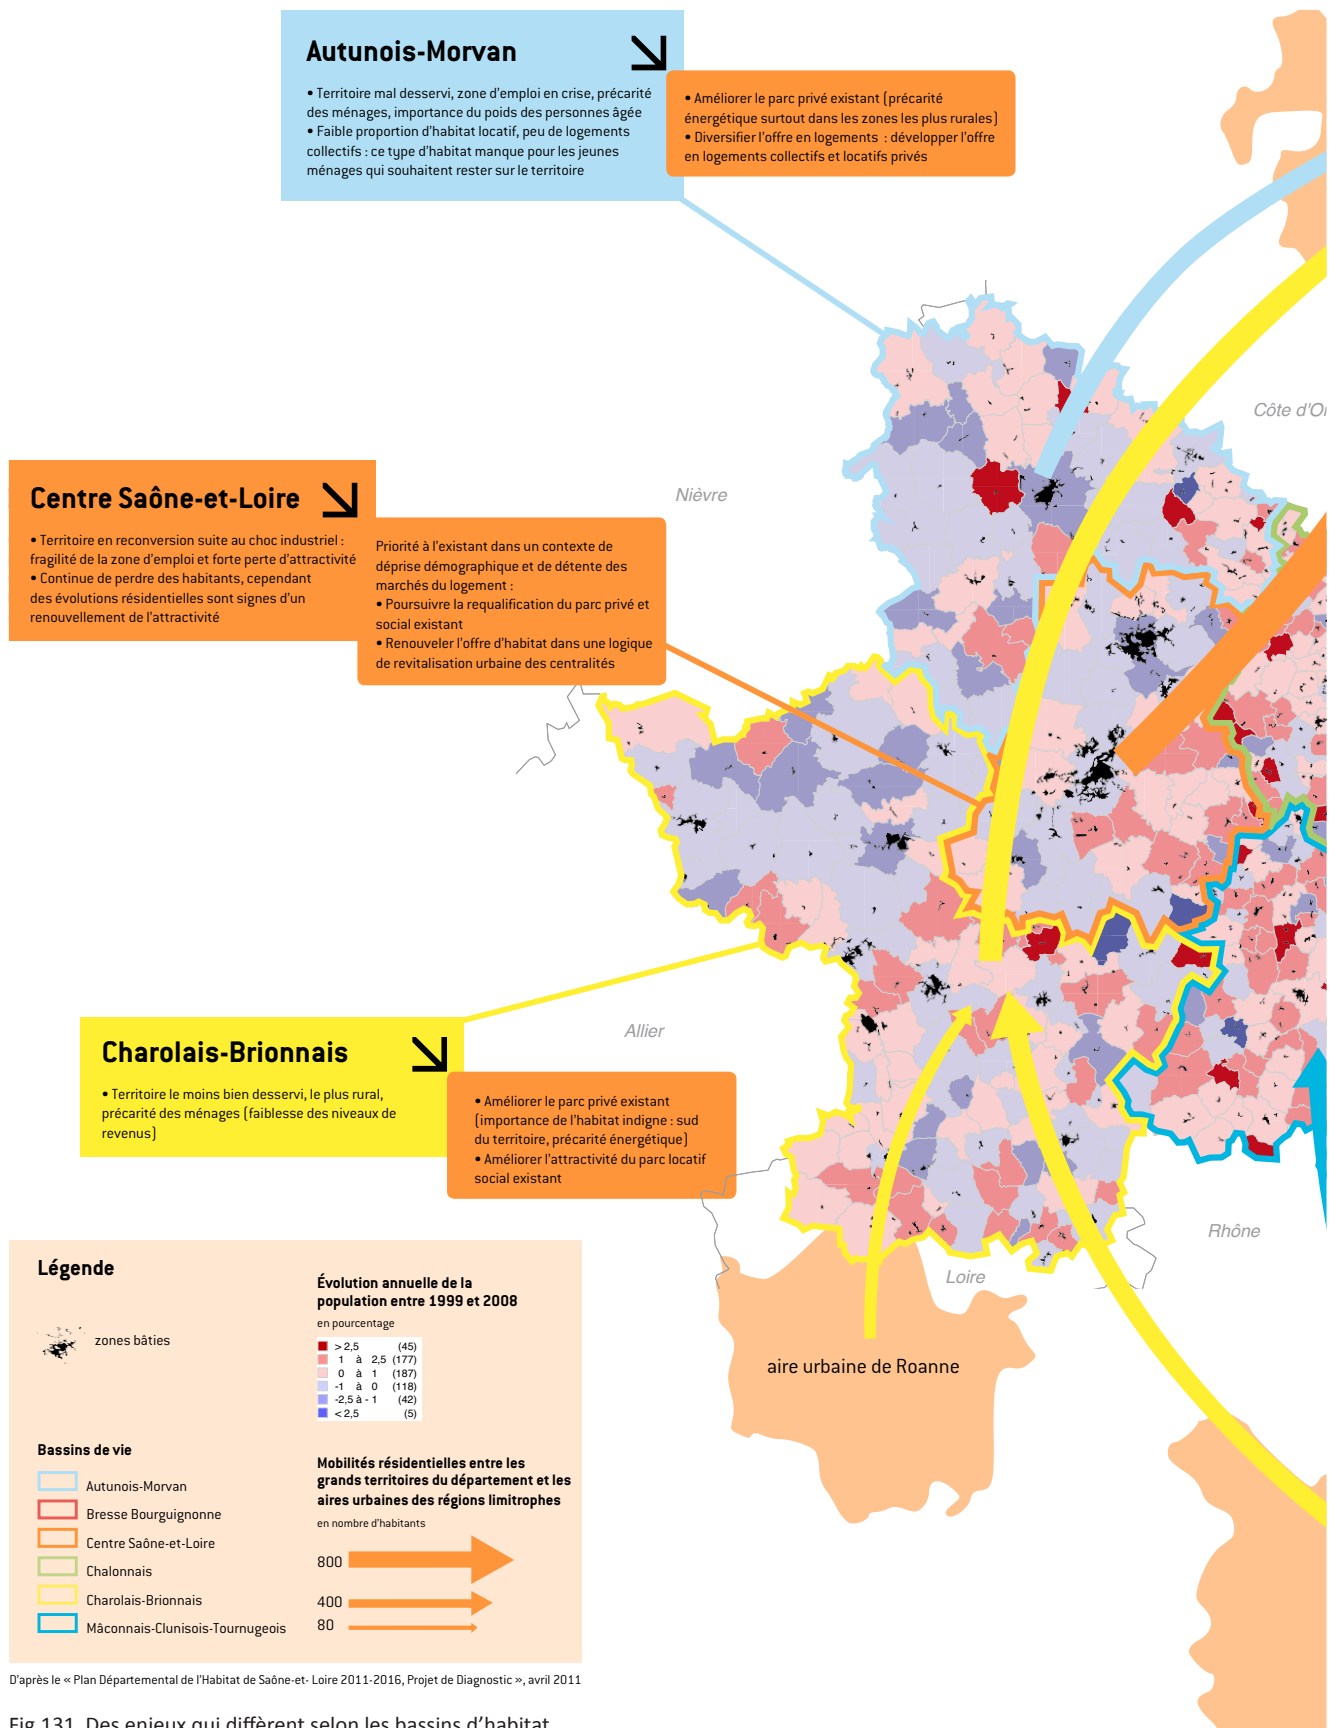 Autunois-Morvan
• Territoire mal desservi, zone d'emploi en crise, précarité
des ménages, importance du poids des personnes âgée
• Faible proportion d'habitat locatif, peu de logements
collectifs : ce type d'habitat manque pour les jeunes
ménages qui souhaitent rester sur le territoire
• Améliorer le parc privé existant (précarité
énergétique surtout dans les zones les plus rurales)
• Diversifier l'offre en logements : développer l'offre
en logements collectifs et locatifs privés
Côte d'Or
Nièvre
Centre Saône-et-Loire
• Territoire en reconversion suite au choc industriel :
fragilité de la zone d'emploi et forte perte d'attractivité
• Continue de perdre des habitants, cependant
des évolutions résidentielles sont signes d'un
renouvellement de l'attractivité
Priorité à l'existant dans un contexte de
déprise démographique et de détente des
marchés du logement :
• Poursuivre la requalification du parc privé et
social existant
• Renouveler l'offre d'habitat dans une logique
de revitalisation urbaine des centralités
Allier
Charolais-Brionnais
• Territoire le moins bien desservi, le plus rural,
précarité des ménages (faiblesse des niveaux de
revenus)
• Améliorer le parc privé existant
(importance de l'habitat indigne : sud
du territoire, précarité énergétique)
• Améliorer l'attractivité du parc locatif
social existant
Rhône
Loire
aire urbaine de Roanne
Légende
zones bâties
Évolution annuelle de la
population entre 1999 et 2008
en pourcentage
> 2,5 (45)
1 à 2,5 (177)
0 à 1 (187)
-1 à 0 (118)
-2,5 à - 1 (42)
< 2,5 (5)
Bassins de vie
Autunois-Morvan
Bresse Bourguignonne
Centre Saône-et-Loire
Chalonnais
Charolais-Brionnais
Mâconnais-Clunisois-Tournugeois
Mobilités résidentielles entre les
grands territoires du département et les
aires urbaines des régions limitrophes
en nombre d'habitants
800
400
80
D'après le « Plan Départemental de l'Habitat de Saône-et- Loire 2011-2016, Projet de Diagnostic », avril 2011
Fig.131. Des enjeux qui diffèrent selon les bassins d'habitat